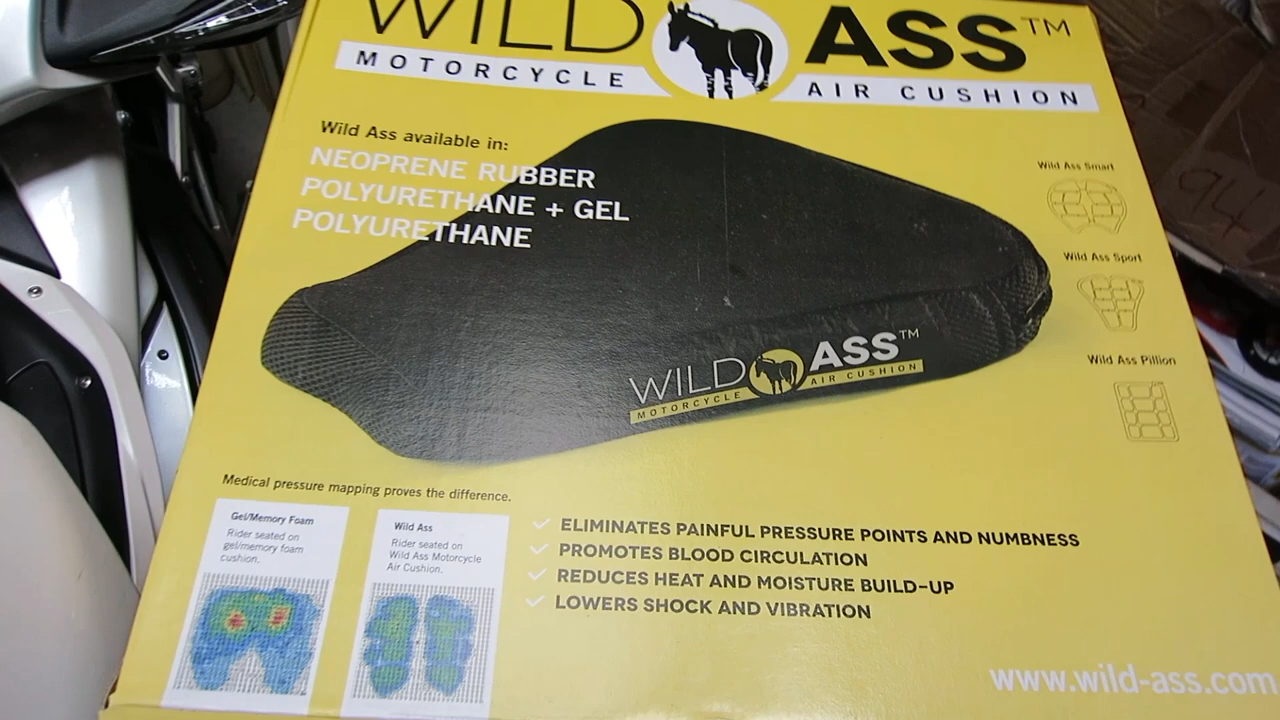 WILD ASS™
MOTORCYCLE AIR CUSHION
Wild Ass available in:
NEOPRENE RUBBER
POLYURETHANE + GEL
POLYURETHANE
Wild Ass Smart
Wild Ass Sport
Wild Ass Pillion
WILD ASS™
MOTORCYCLE AIR CUSHION
Medical pressure mapping proves the difference.
Gel/Memory Foam
Rider seated on
gel/memory foam
cushion.
Wild Ass
Rider seated on
Wild Ass Motorcycle
Air Cushion.
ELIMINATES PAINFUL PRESSURE POINTS AND NUMBNESS
PROMOTES BLOOD CIRCULATION
REDUCES HEAT AND MOISTURE BUILD-UP
LOWERS SHOCK AND VIBRATION
www.wild-ass.com